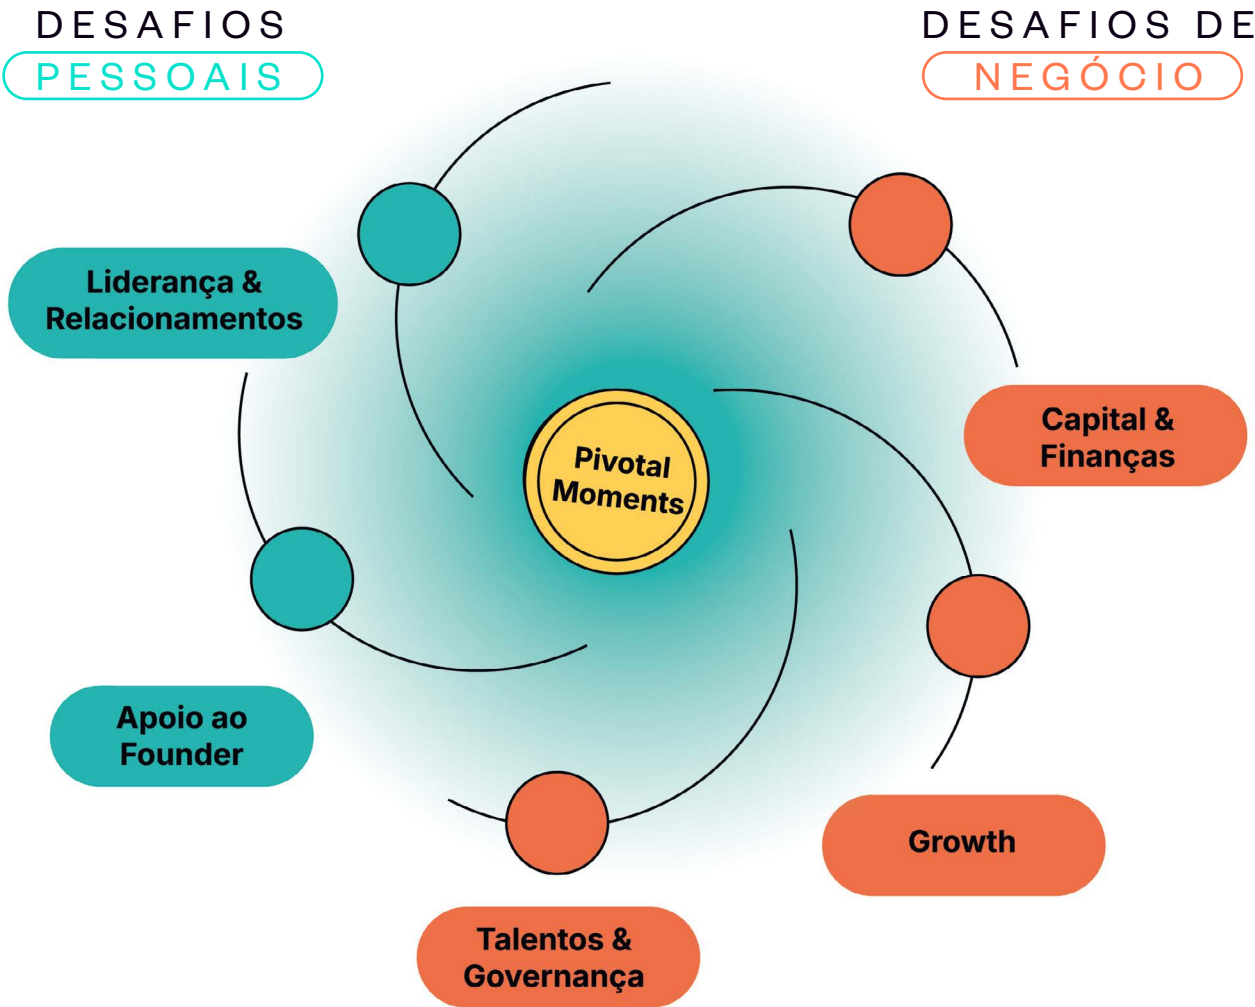 DESAFIOS
PESSOAIS
DESAFIOS DE
NEGÓCIO
Liderança &
Relacionamentos
Capital &
Finanças
Pivotal
Moments
Apoio ao
Founder
Growth
Talentos &
Governança